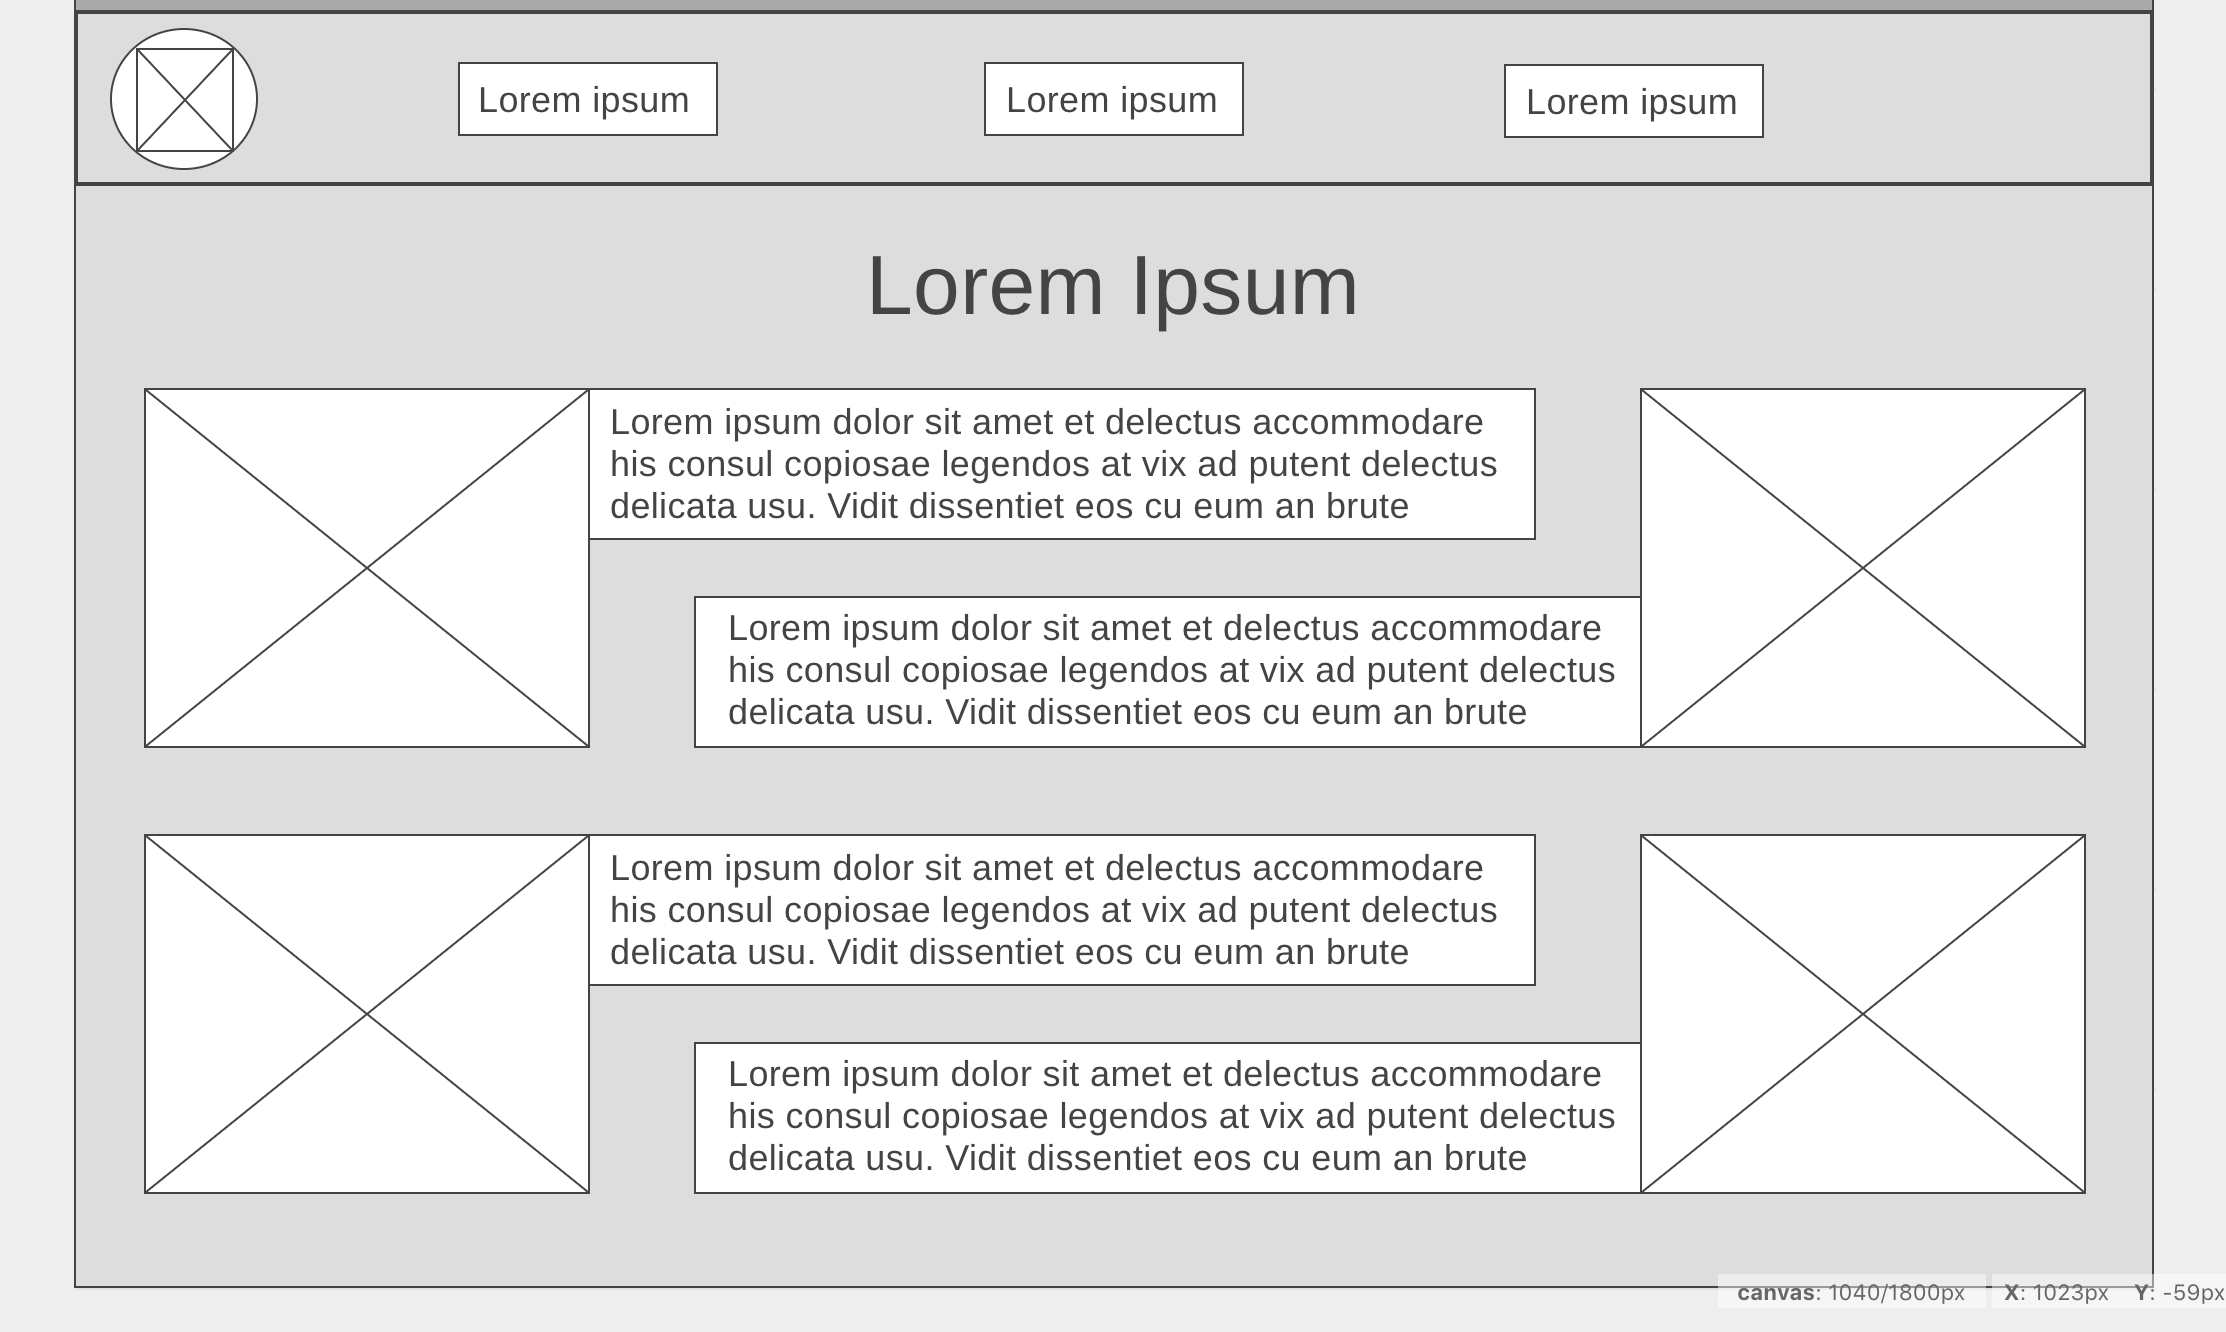 Lorem ipsum
Lorem ipsum
Lorem ipsum
Lorem Ipsum
Lorem ipsum dolor sit amet et delectus accommodare
his consul copiosae legendos at vix ad putent delectus
delicata usu. Vidit dissentiet eos cu eum an brute
Lorem ipsum dolor sit amet et delectus accommodare
his consul copiosae legendos at vix ad putent delectus
delicata usu. Vidit dissentiet eos cu eum an brute
Lorem ipsum dolor sit amet et delectus accommodare
his consul copiosae legendos at vix ad putent delectus
delicata usu. Vidit dissentiet eos cu eum an brute
Lorem ipsum dolor sit amet et delectus accommodare
his consul copiosae legendos at vix ad putent delectus
delicata usu. Vidit dissentiet eos cu eum an brute
canvas: 1040/1800px X: 1023px Y: -59px